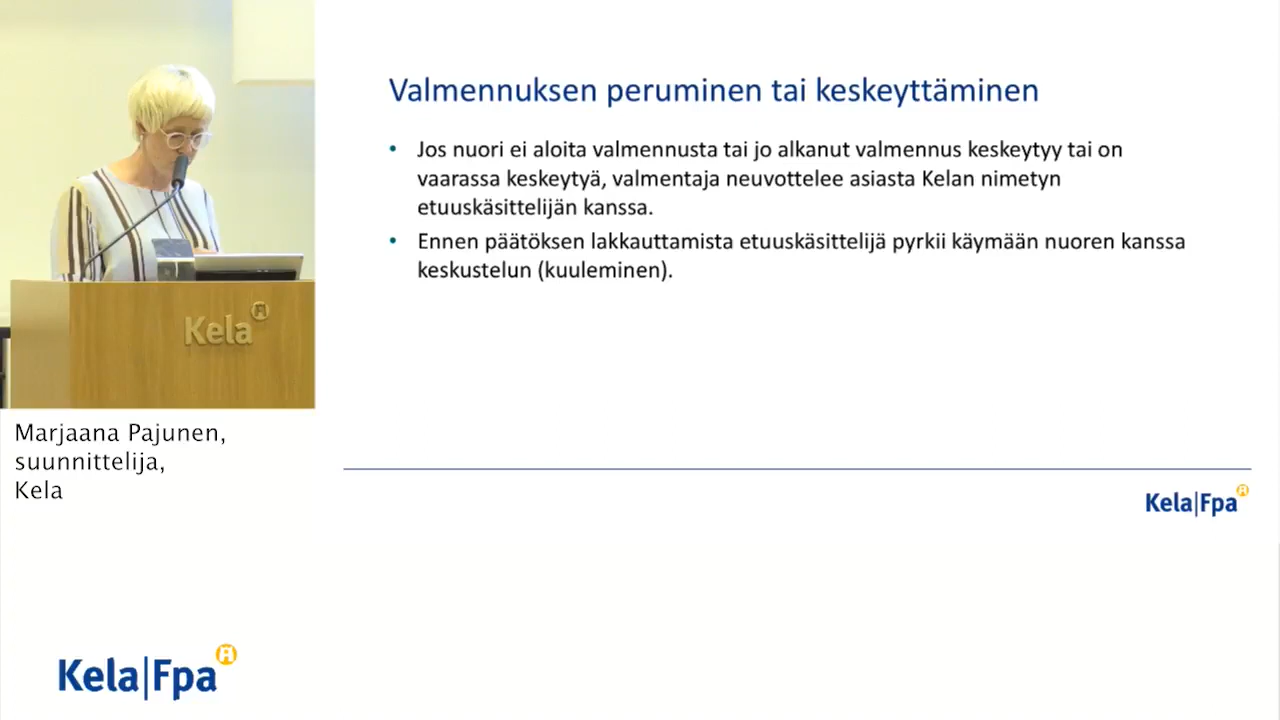 Valmennuksen peruminen tai keskeyttäminen
• Jos nuori ei aloita valmennusta tai jo alkanut valmennus keskeytyy tai on
vaarassa keskeytyä, valmentaja neuvottelee asiasta Kelan nimetyn
etuuskäsittelijän kanssa.
• Ennen päätöksen lakkauttamista etuuskäsittelijä pyrkii käymään nuoren kanssa
keskustelun (kuuleminen).
Kela
Marjaana Pajunen,
suunnittelija,
Kela
Kela|Fpa
Kela|Fpa